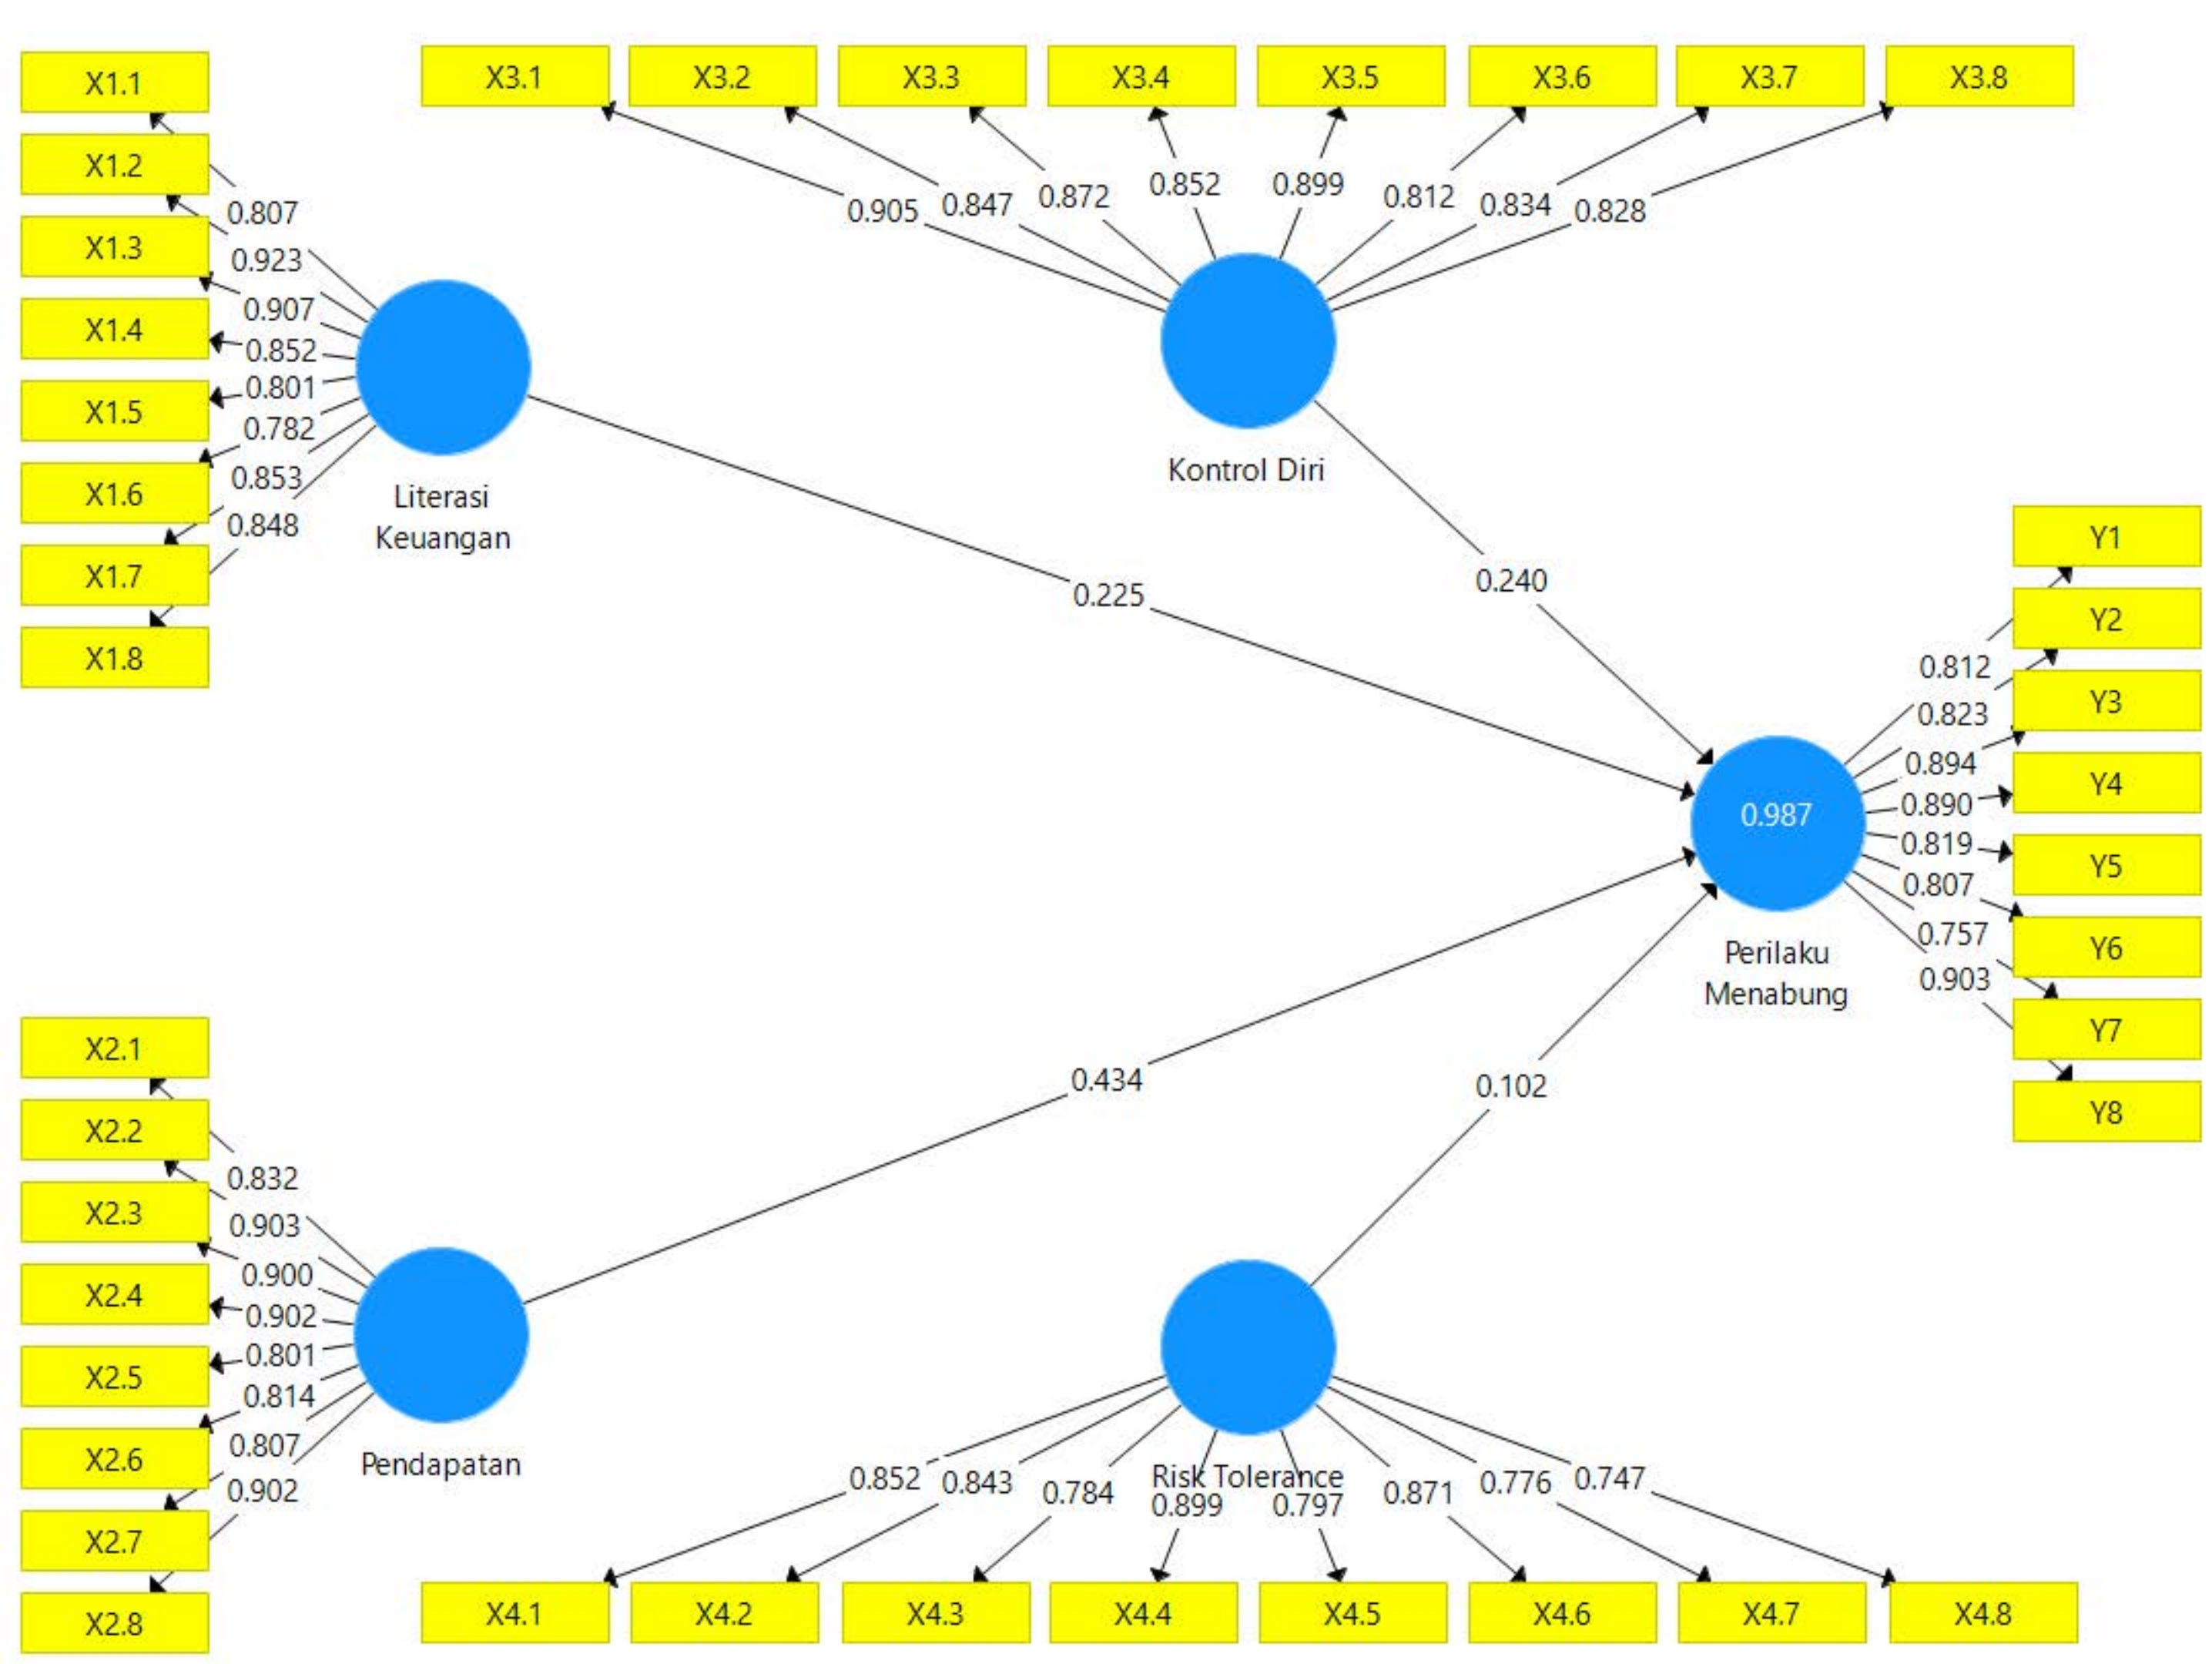 X1.1
X1.2
X1.3
X1.4
X1.5
X1.6
X1.7
X1.8
0.807
0.923
0.907
0.852
0.801
0.782
0.853
0.848
Literasi
Keuangan
X3.1 X3.2 X3.3 X3.4 X3.5 X3.6 X3.7 X3.8
0.905 0.847 0.872 0.852 0.899 0.812 0.834 0.828
Kontrol Diri
0.225
0.240
0.434
0.102
0.987
Perilaku
Menabung
0.812
0.823
0.894
0.890
0.819
0.807
0.757
0.903
Y1
Y2
Y3
Y4
Y5
Y6
Y7
Y8
X2.1
X2.2
X2.3
X2.4
X2.5
X2.6
X2.7
X2.8
0.832
0.903
0.900
0.902
0.801
0.814
0.807
0.902
Pendapatan
Risk Tolerance
0.852 0.843 0.784 0.899 0.797 0.871 0.776 0.747
X4.1 X4.2 X4.3 X4.4 X4.5 X4.6 X4.7 X4.8